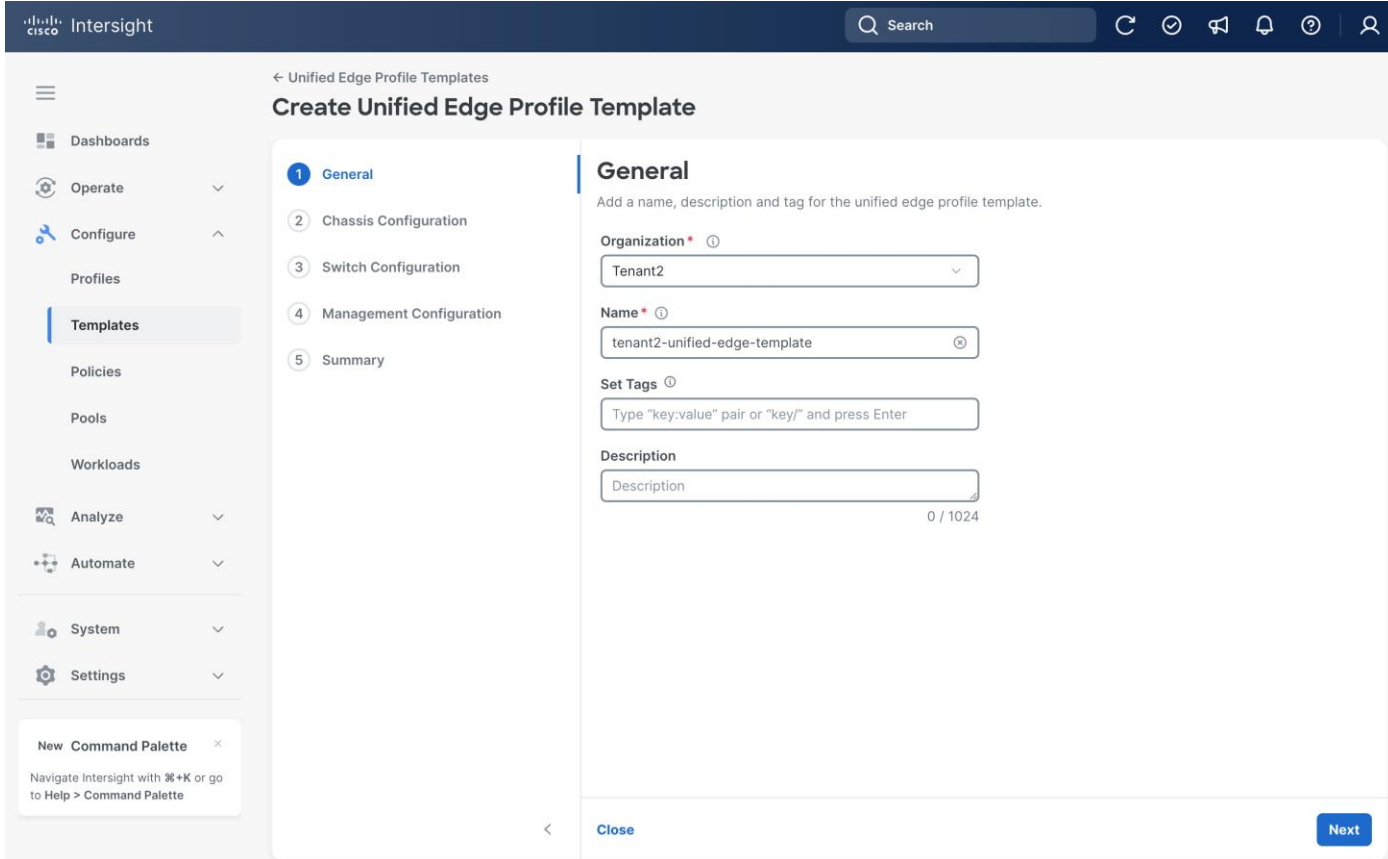 cisco Intersight
Search
← Unified Edge Profile Templates
Create Unified Edge Profile Template
Dashboards
Operate
Configure
Profiles
Templates
Policies
Pools
Workloads
Analyze
Automate
System
Settings
New Command Palette
Navigate Intersight with ⌘+K or go
to Help > Command Palette
1 General
2 Chassis Configuration
3 Switch Configuration
4 Management Configuration
5 Summary
General
Add a name, description and tag for the unified edge profile template.
Organization *
Tenant2
Name *
tenant2-unified-edge-template
Set Tags
Type "key:value" pair or "key/" and press Enter
Description
Description
0 / 1024
Close
Next